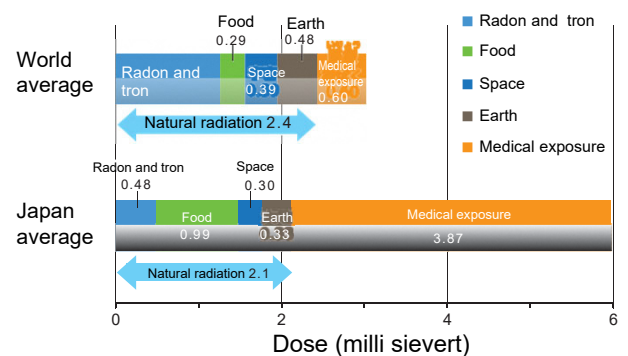 Food
0.29
Earth
0.48
World
average
Radon and
tron
Space
0.39
Medical
exposure
0.60
Natural radiation 2.4
Radon and tron
Food
Space
Earth
Medical exposure
Radon and tron
0.48
Space
0.30
Japan
average
Food
0.99
Earth
0.33
Medical exposure
3.87
Natural radiation 2.1
0
2
4
6
Dose (milli sievert)